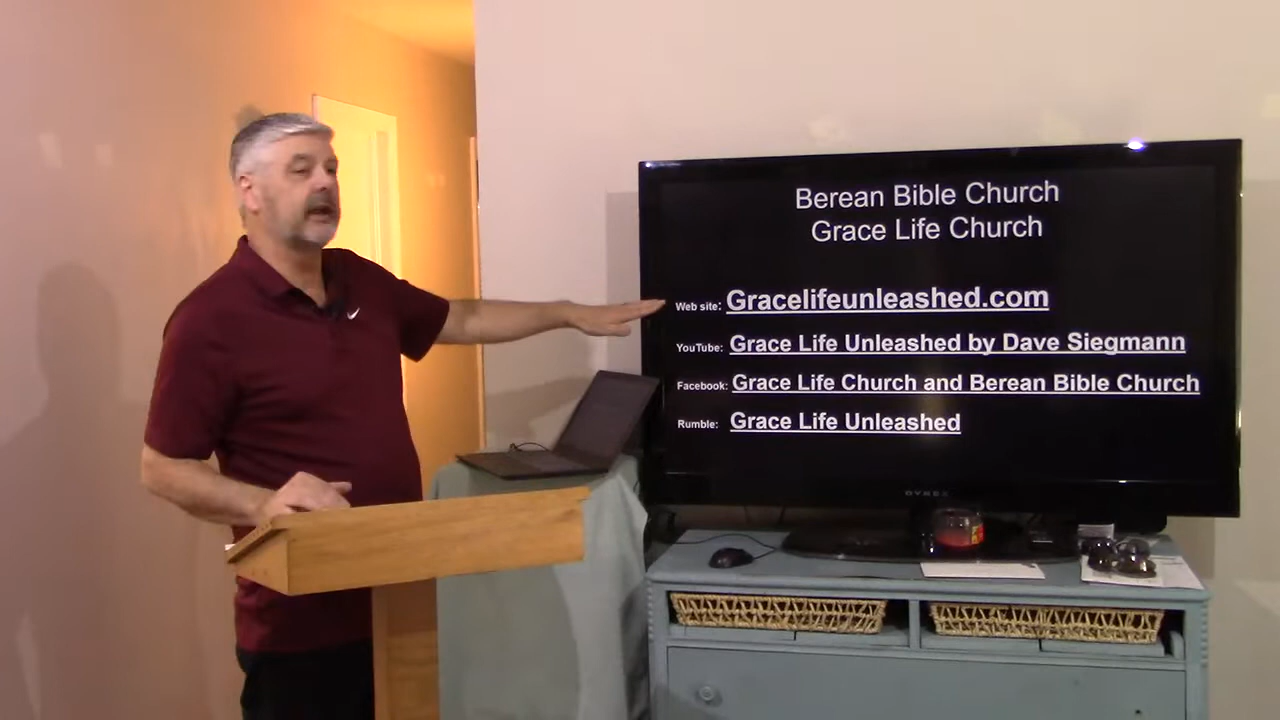 Berean Bible Church
Grace Life Church
Web site: Gracelifeunleashed.com
YouTube: Grace Life Unleashed by Dave Siegmann
Facebook: Grace Life Church and Berean Bible Church
Rumble: Grace Life Unleashed
DYNEX